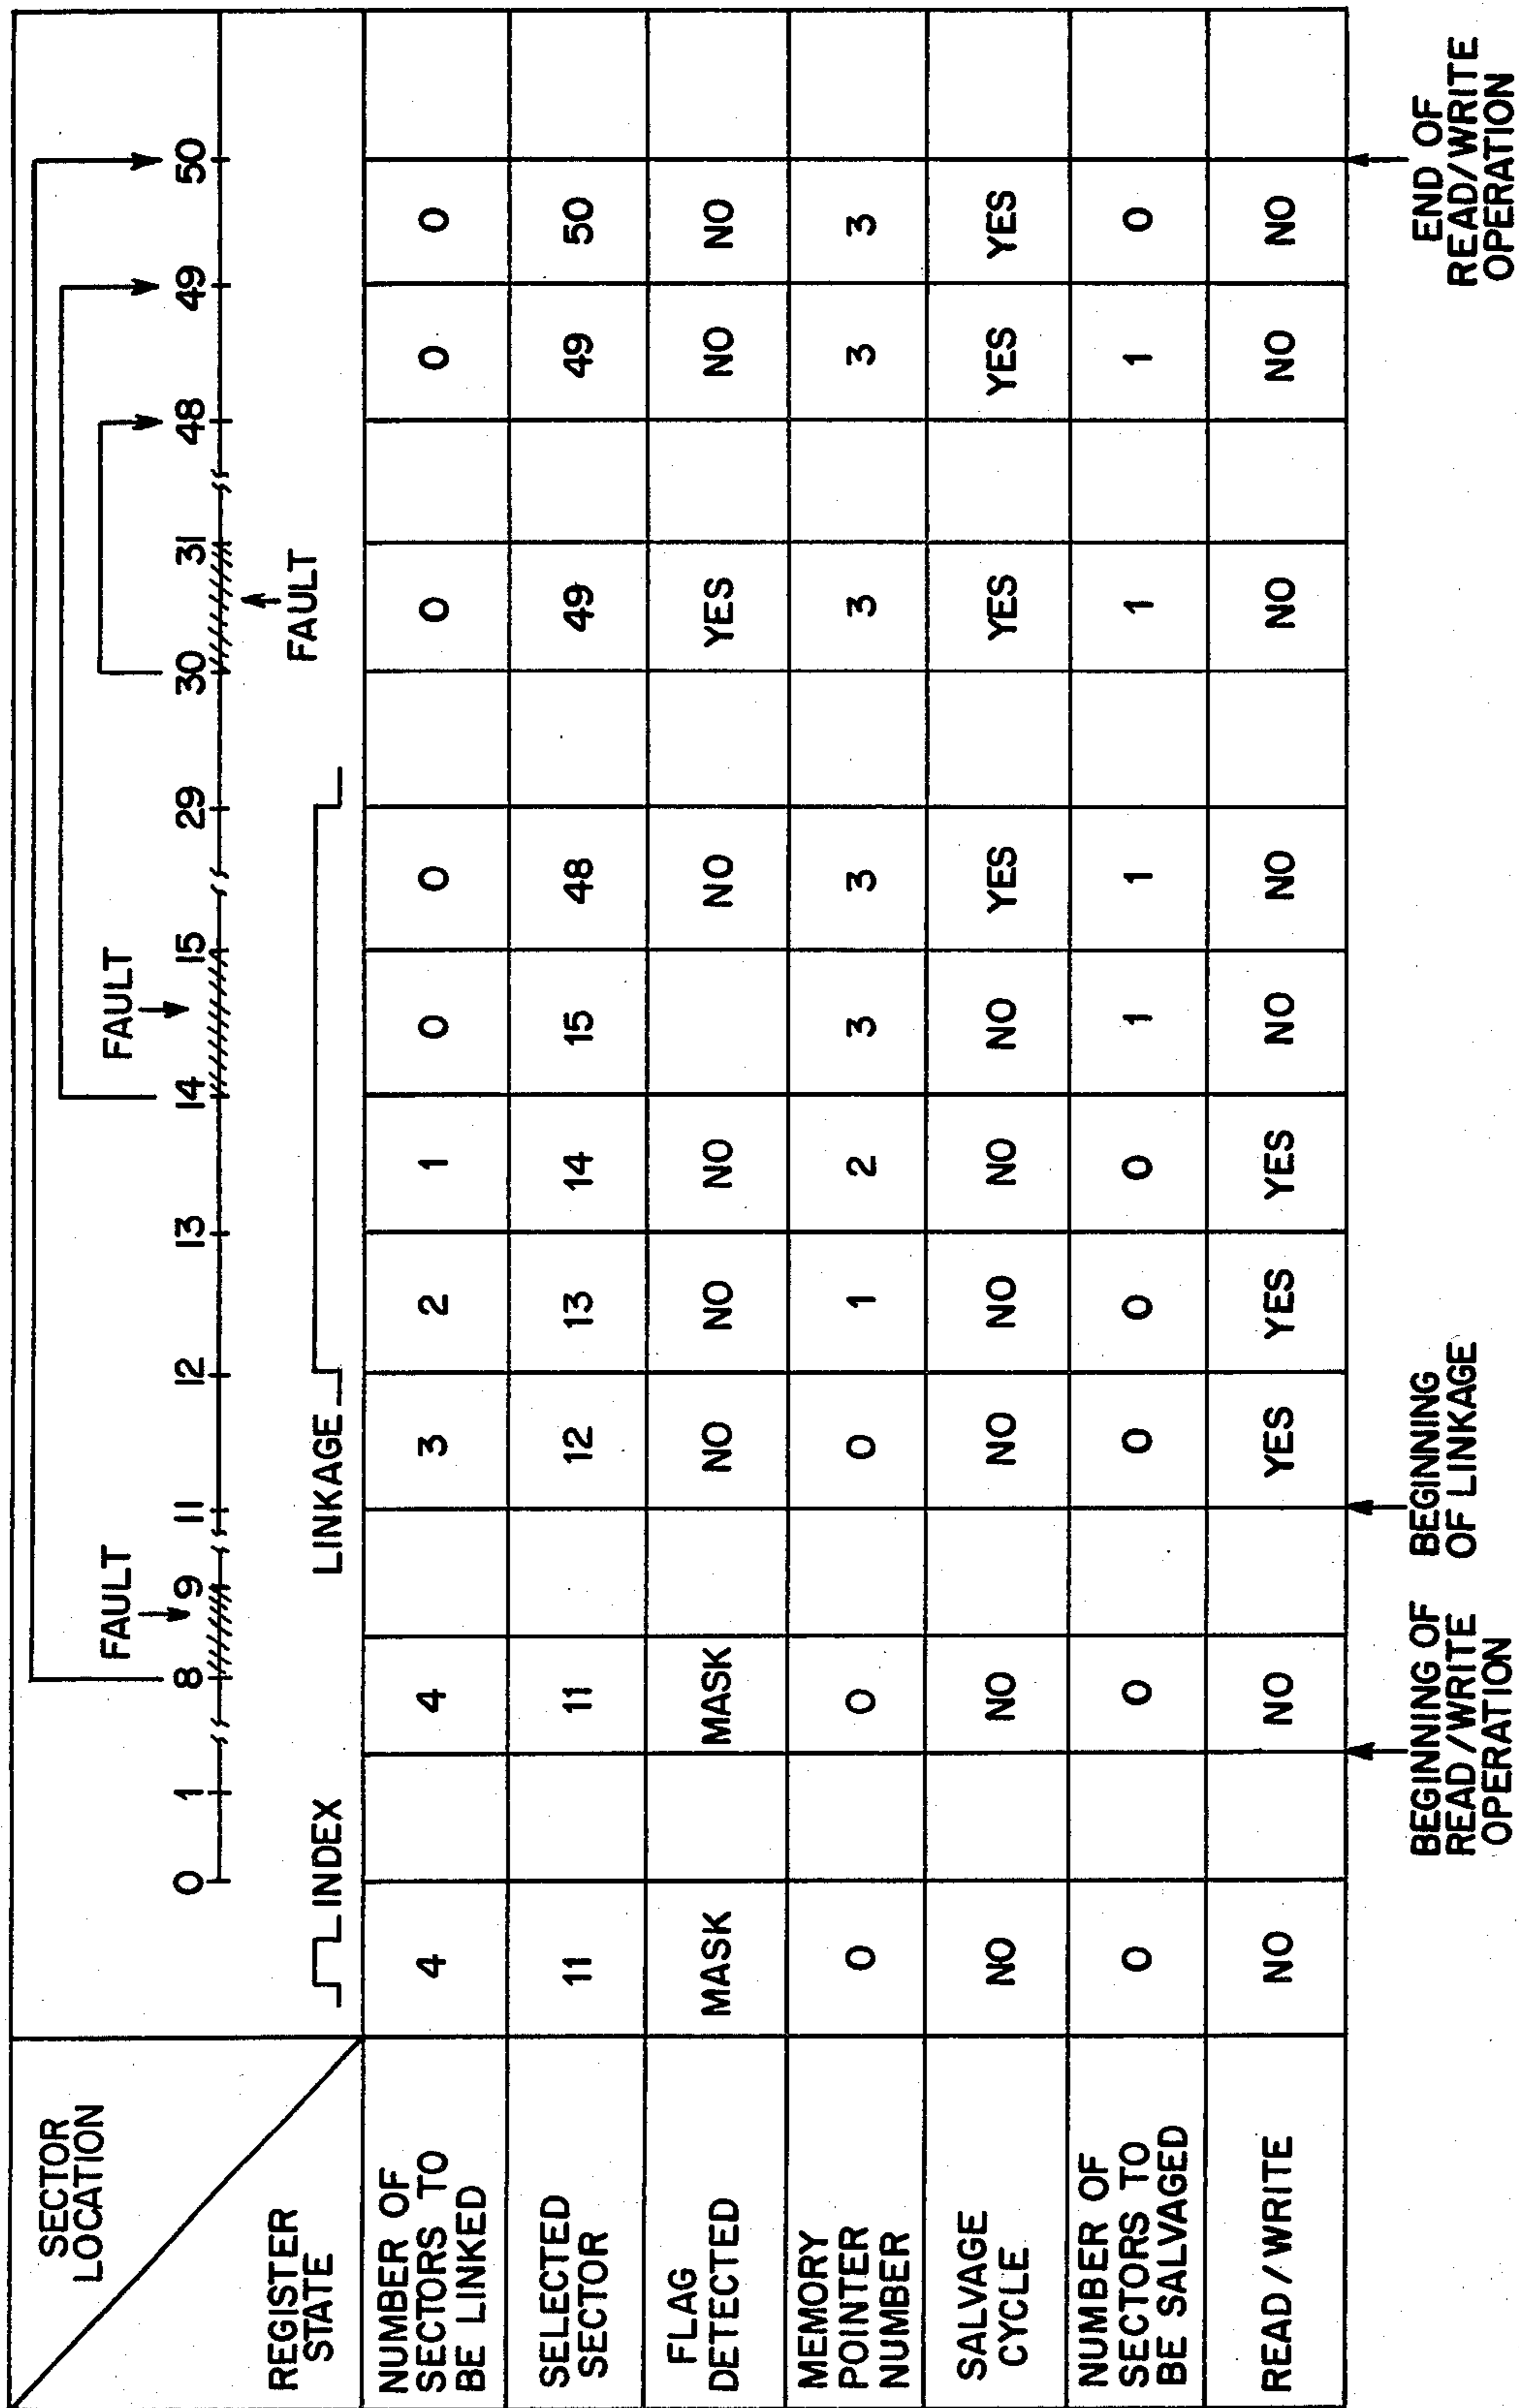 SECTOR
LOCATION
REGISTER
STATE
0 1 8 9 11 12 13 14 15 29 30 31 48 49 50
FAULT
FAULT
FAULT
INDEX
LINKAGE
NUMBER OF
SECTORS TO
BE LINKED
4 4 3 2 1 0 0 0 0 0
SELECTED
SECTOR
11 11 12 13 14 15 48 49 49 50
FLAG
DETECTED
MASK MASK NO NO NO NO YES NO NO
MEMORY
POINTER
NUMBER
0 0 0 1 2 3 3 3 3 3
SALVAGE
CYCLE
NO NO NO NO NO NO YES YES YES YES
NUMBER OF
SECTORS TO
BE SALVAGED
0 0 0 0 0 1 1 1 1 0
READ/WRITE
NO NO YES YES YES NO NO NO NO NO
BEGINNING OF
READ/WRITE
OPERATION
BEGINNING
OF LINKAGE
END OF
READ/WRITE
OPERATION